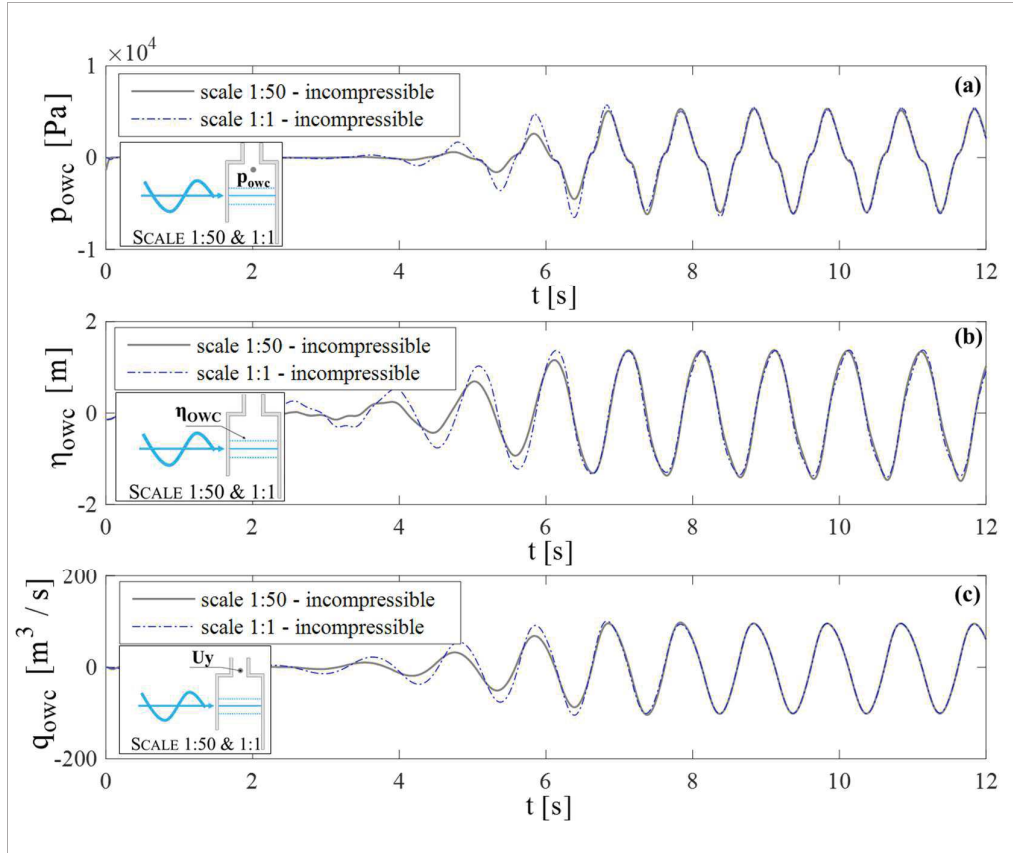 ×10⁴
1
0
-1
p_owc [Pa]
scale 1:50 - incompressible
scale 1:1 - incompressible
(a)
p_owc
SCALE 1:50 & 1:1
0 2 4 6 8 10 12
t [s]
2
0
-2
η_owc [m]
scale 1:50 - incompressible
scale 1:1 - incompressible
(b)
η_OWC
SCALE 1:50 & 1:1
0 2 4 6 8 10 12
t [s]
200
0
-200
q_owc [m³ / s]
scale 1:50 - incompressible
scale 1:1 - incompressible
(c)
Uy
SCALE 1:50 & 1:1
0 2 4 6 8 10 12
t [s]